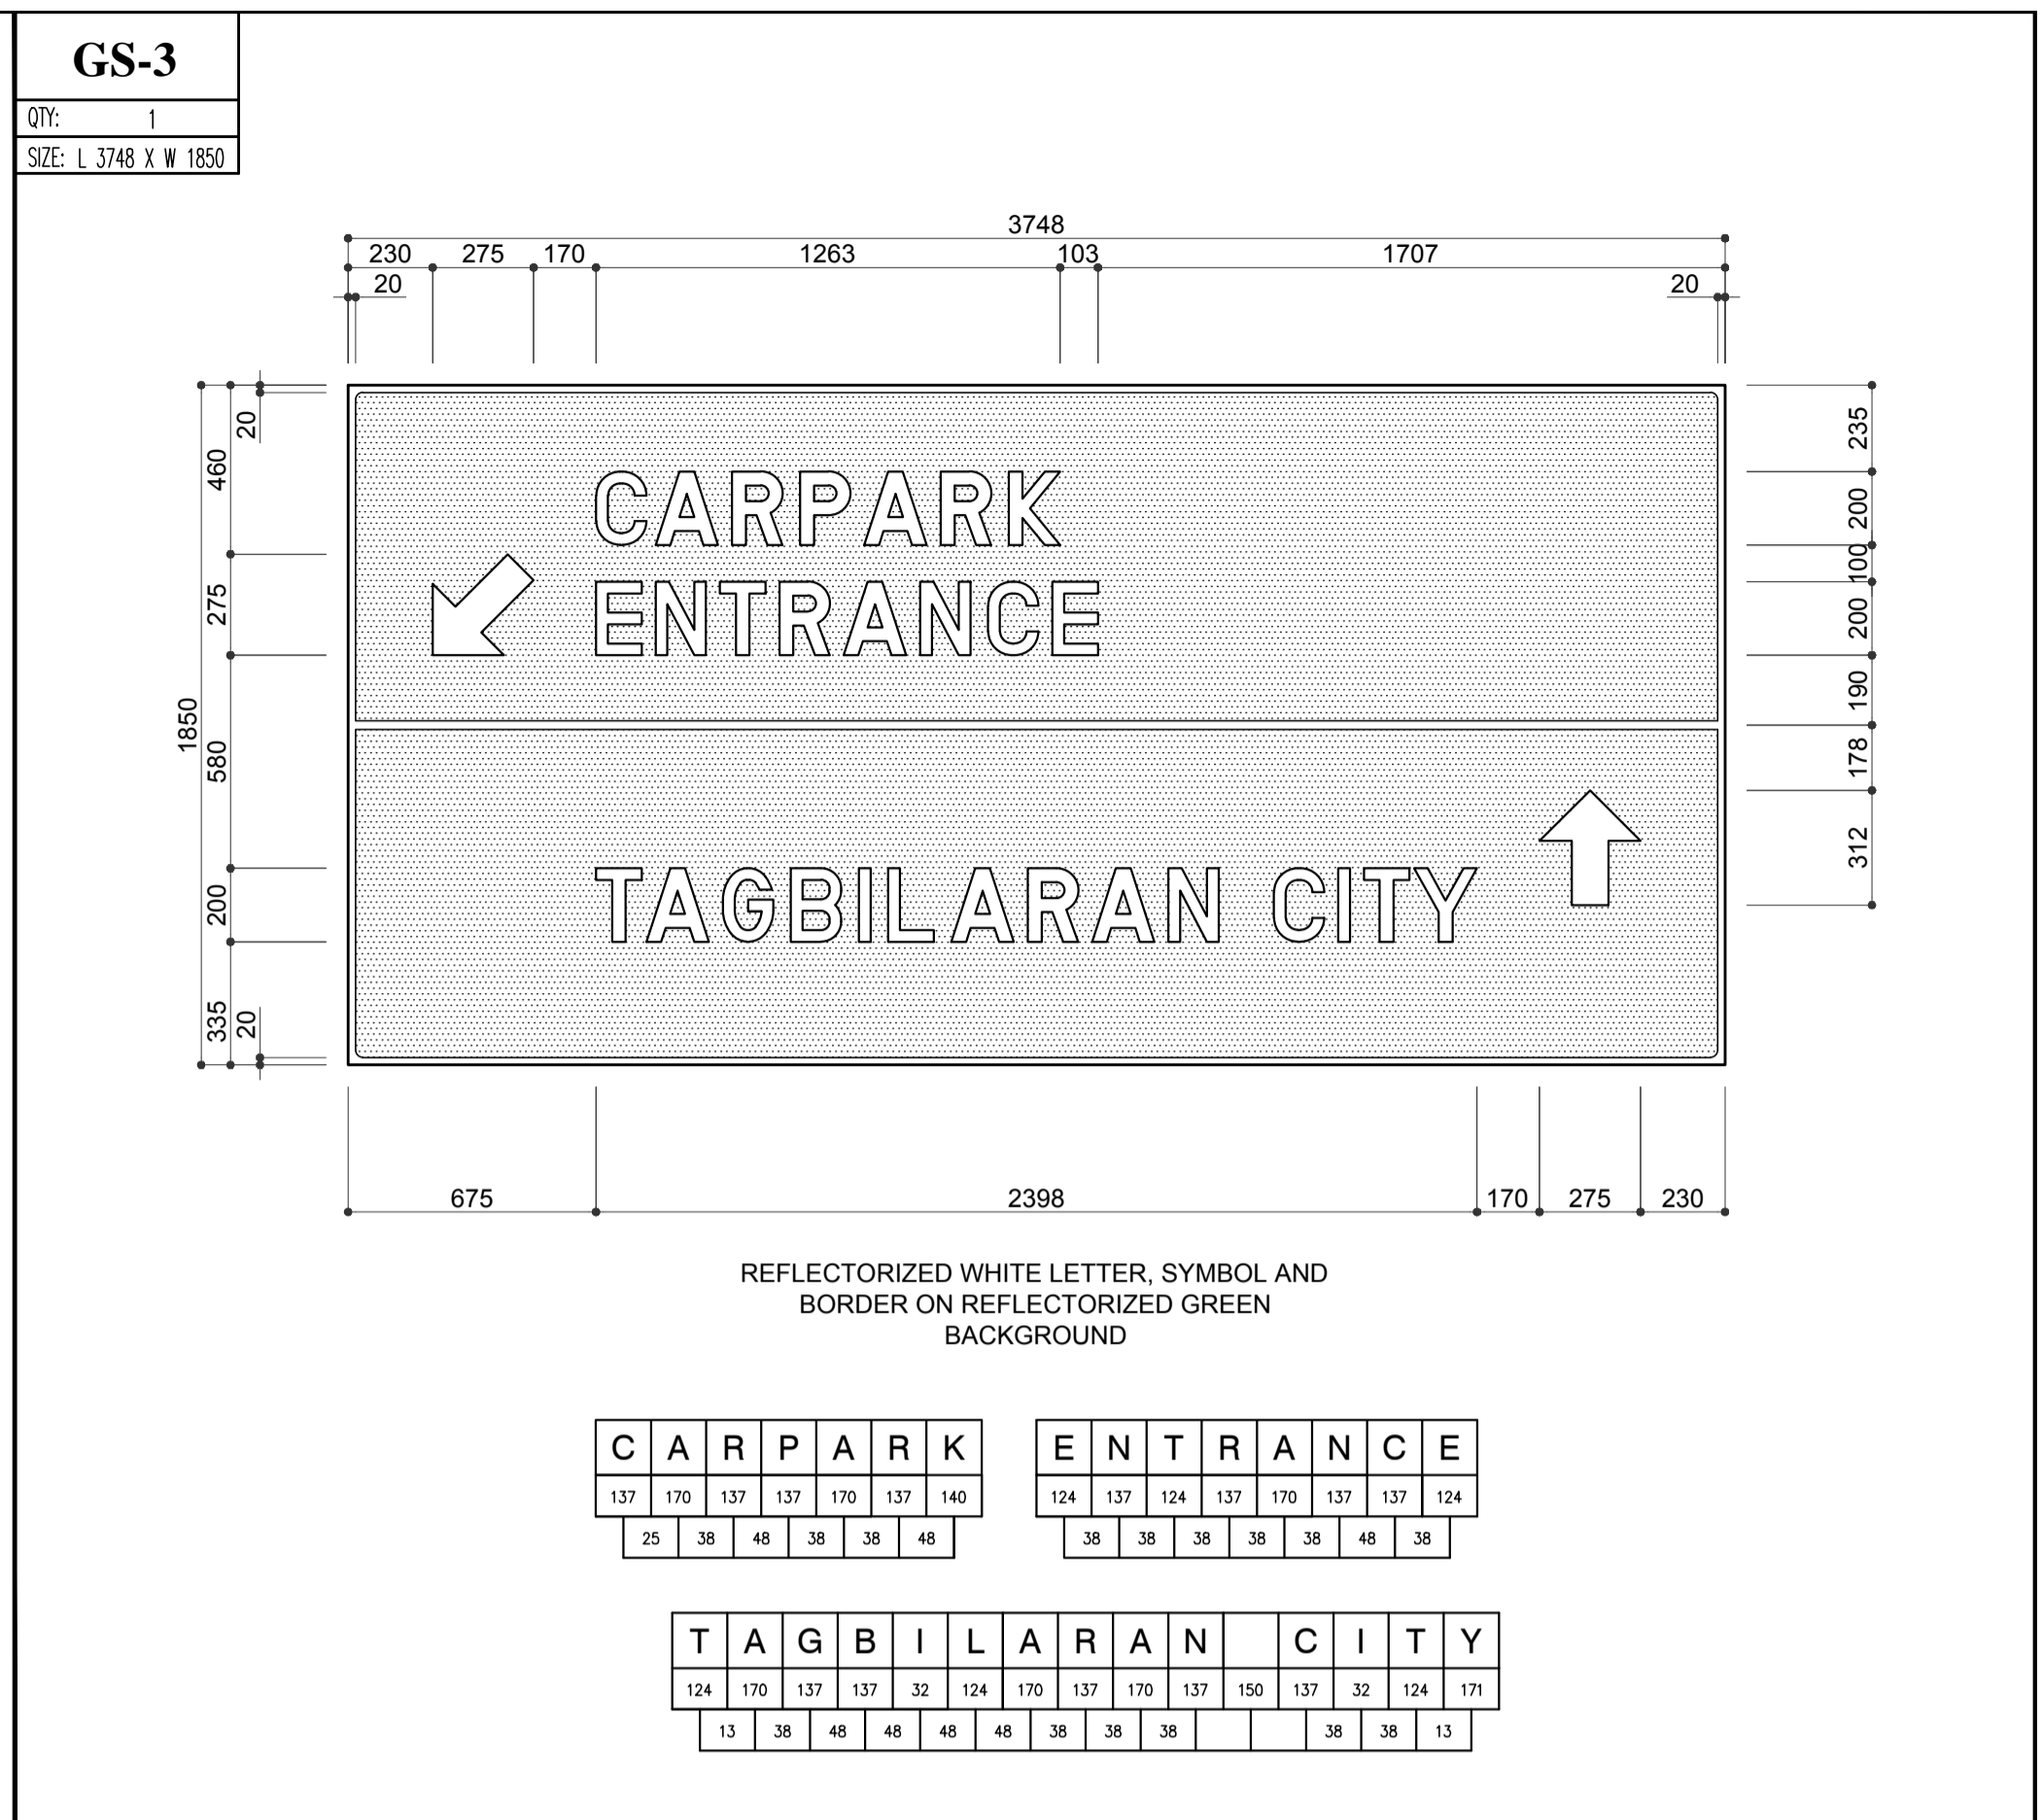 GS-3
QTY: 1
SIZE: L 3748 X W 1850
3748
230 275 170 1263 103 1707
20 20
20
460
275
1850
580
200
335
20
235
200
100
200
190
178
312
CARPARK
ENTRANCE
TAGBILARAN CITY
675 2398 170 275 230
REFLECTORIZED WHITE LETTER, SYMBOL AND
BORDER ON REFLECTORIZED GREEN
BACKGROUND
C A R P A R K
137 170 137 137 170 137 140
25 38 48 38 38 48
E N T R A N C E
124 137 124 137 170 137 137 124
38 38 38 38 38 48 38
T A G B I L A R A N C I T Y
124 170 137 137 32 124 170 137 170 137 150 137 32 124 171
13 38 48 48 48 48 38 38 38 38 38 13